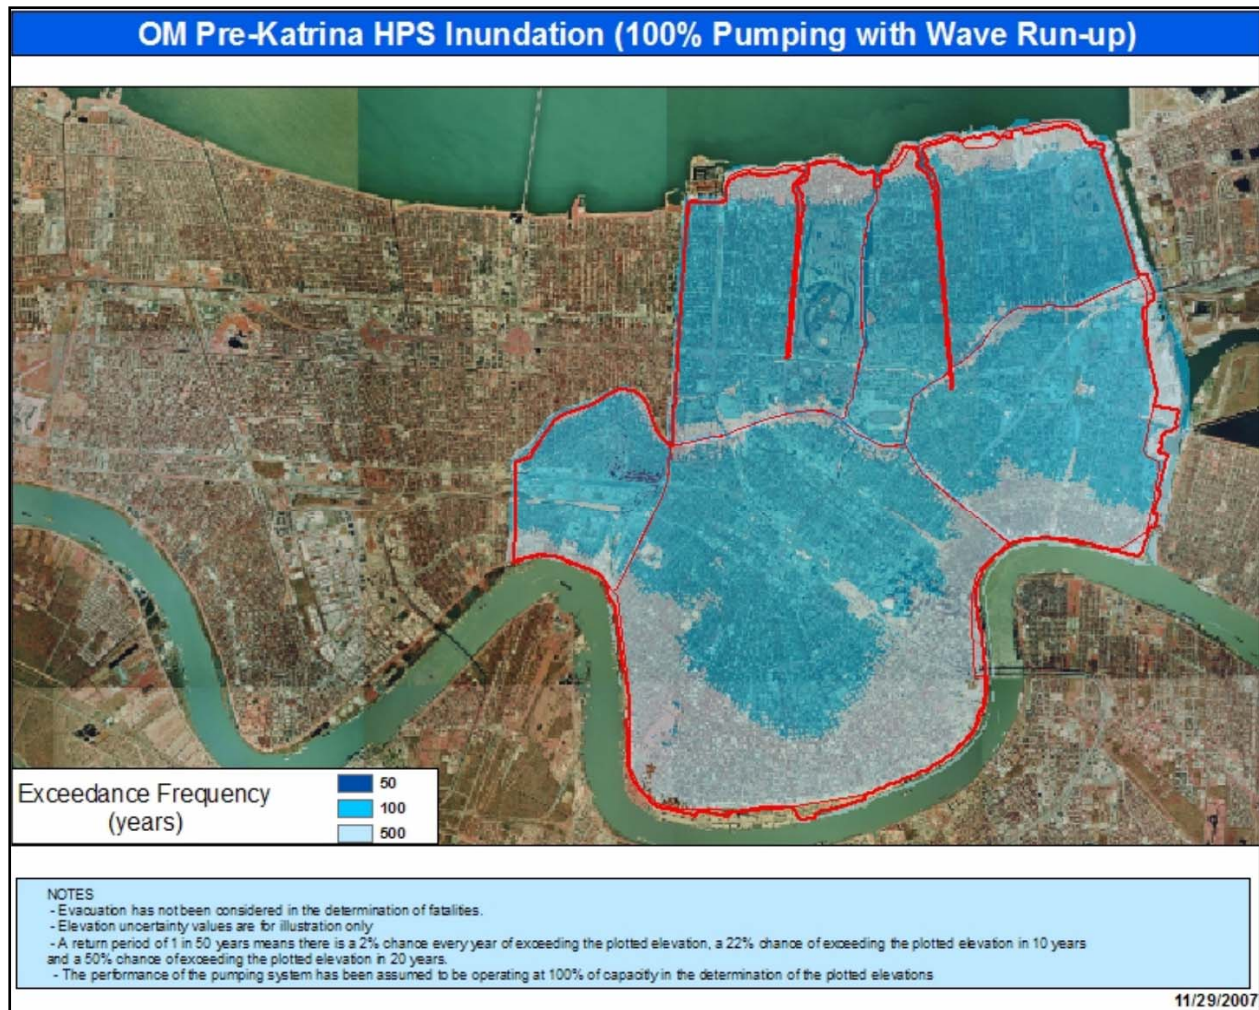 OM Pre-Katrina HPS Inundation (100% Pumping with Wave Run-up)
Exceedance Frequency
(years)
50
100
500
NOTES
- Evacuation has not been considered in the determination of fatalities.
- Elevation uncertainty values are for illustration only
- A return period of 1 in 50 years means there is a 2% chance every year of exceeding the plotted elevation, a 22% chance of exceeding the plotted elevation in 10 years
and a 50% chance of exceeding the plotted elevation in 20 years.
- The performance of the pumping system has been assumed to be operating at 100% of capacity in the determination of the plotted elevations
11/29/2007